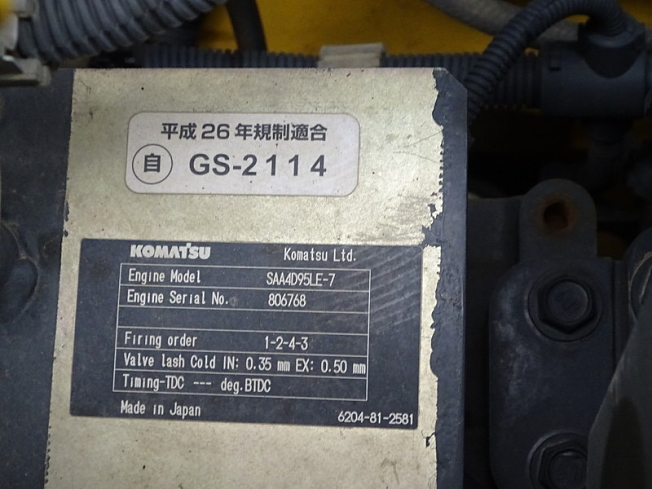 平成26年規制適合
自 GS-2114
KOMATSU Komatsu Ltd.
Engine Model SAA4D95LE-7
Engine Serial No. 806768
Firing order 1-2-4-3
Valve lash Cold IN: 0.35 mm EX: 0.50 mm
Timing-TDC --- deg.BTDC
Made in Japan 6204-81-2581